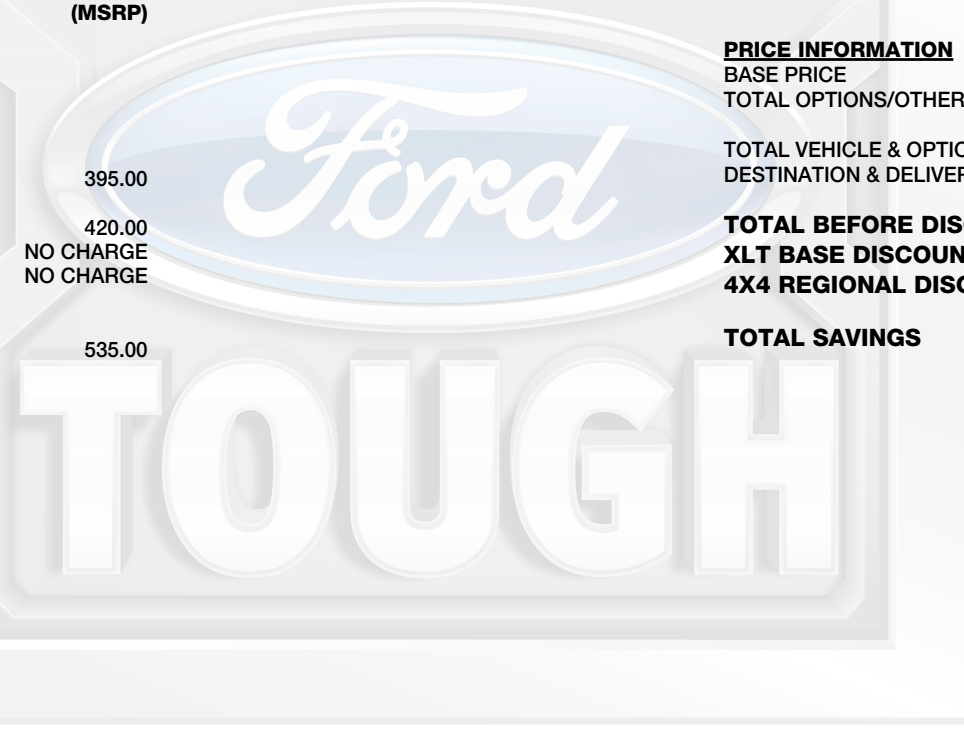 (MSRP)
395.00
420.00
NO CHARGE
NO CHARGE
535.00
PRICE INFORMATION
BASE PRICE
TOTAL OPTIONS/OTHER
TOTAL VEHICLE & OPTIO
DESTINATION & DELIVER
TOTAL BEFORE DIS
XLT BASE DISCOUN
4X4 REGIONAL DISC
TOTAL SAVINGS
Ford
TOUGH